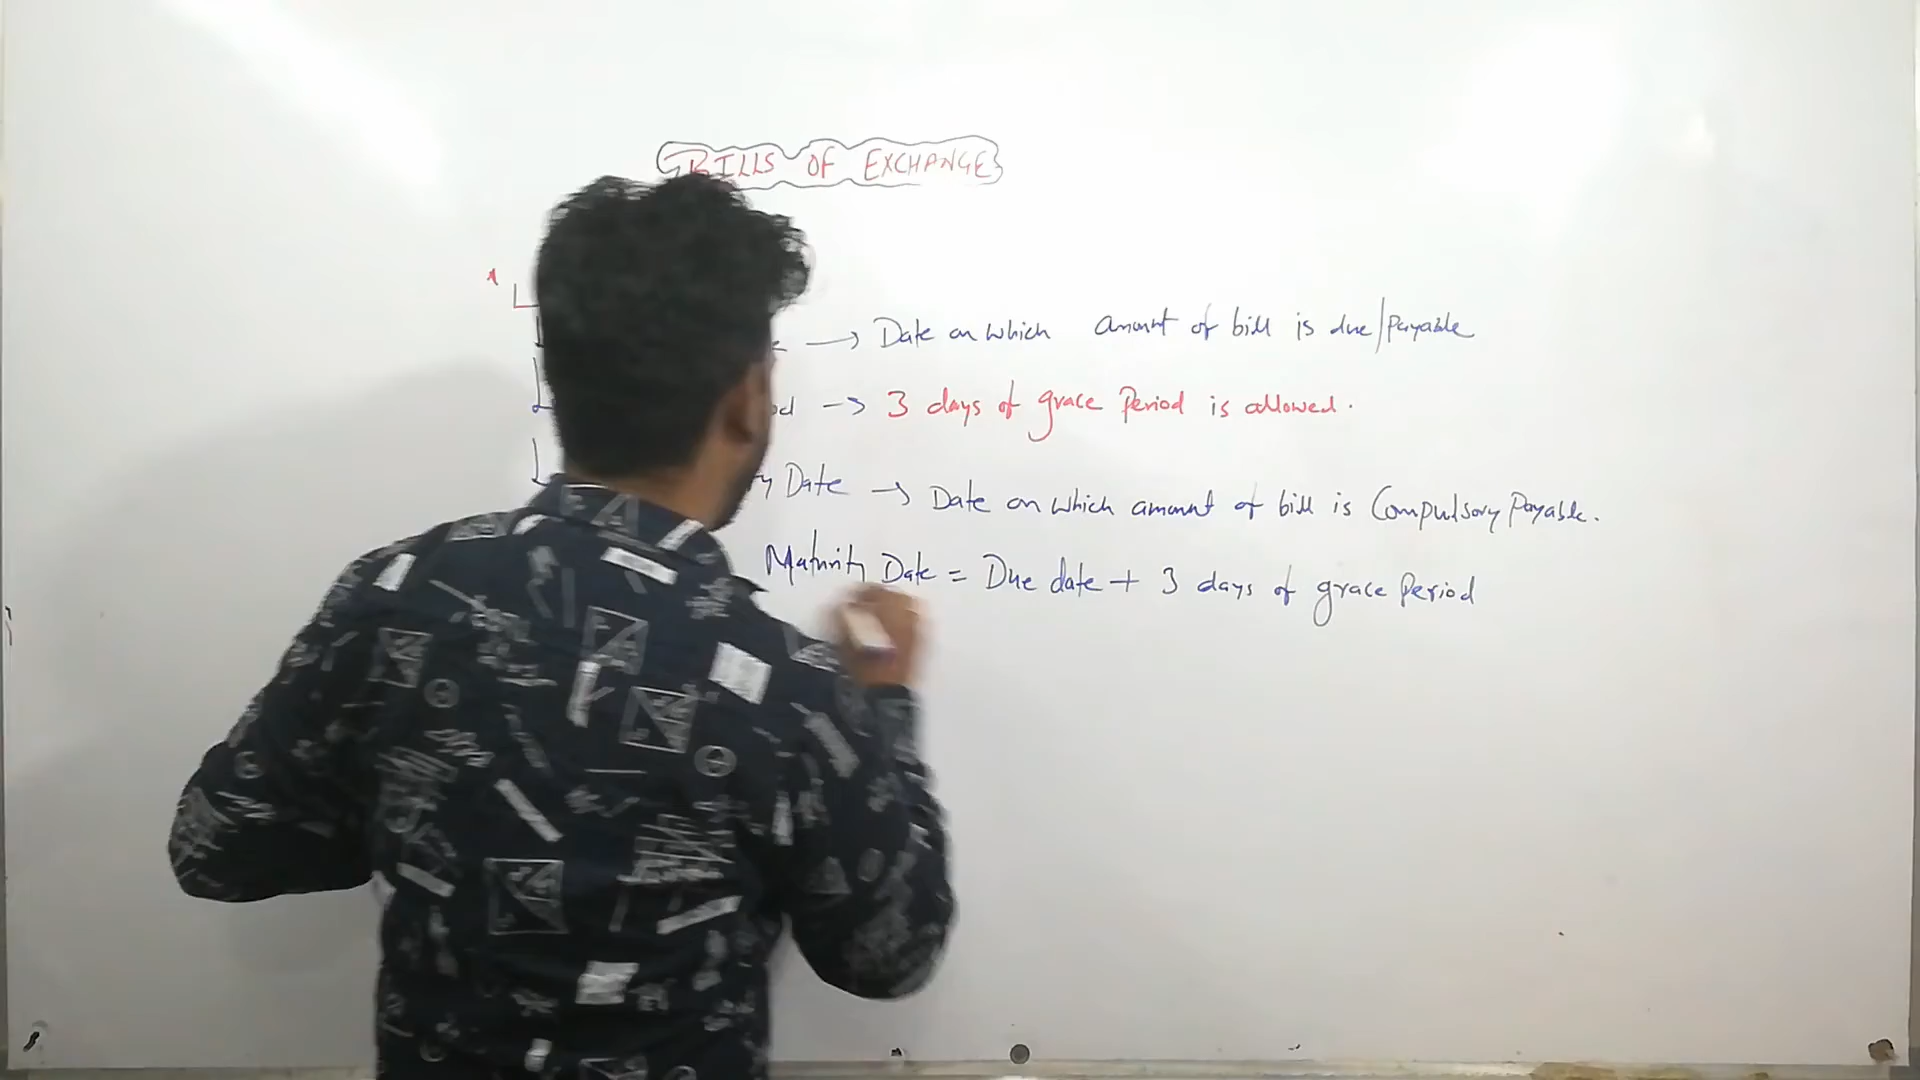 BILLS OF EXCHANGE
→ Date on which amount of bill is due/payable
→ 3 days of grace Period is allowed.
Date → Date on which amount of bill is Compulsory Payable.
Maturity Date = Due date + 3 days of grace Period